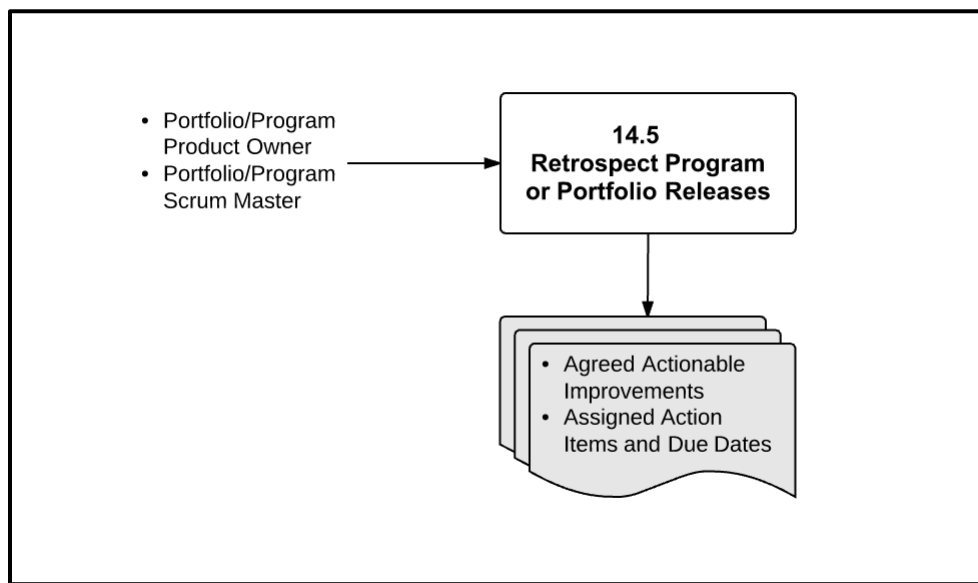 • Portfolio/Program
Product Owner
• Portfolio/Program
Scrum Master
14.5
Retrospect Program
or Portfolio Releases
• Agreed Actionable
Improvements
• Assigned Action
Items and Due Dates